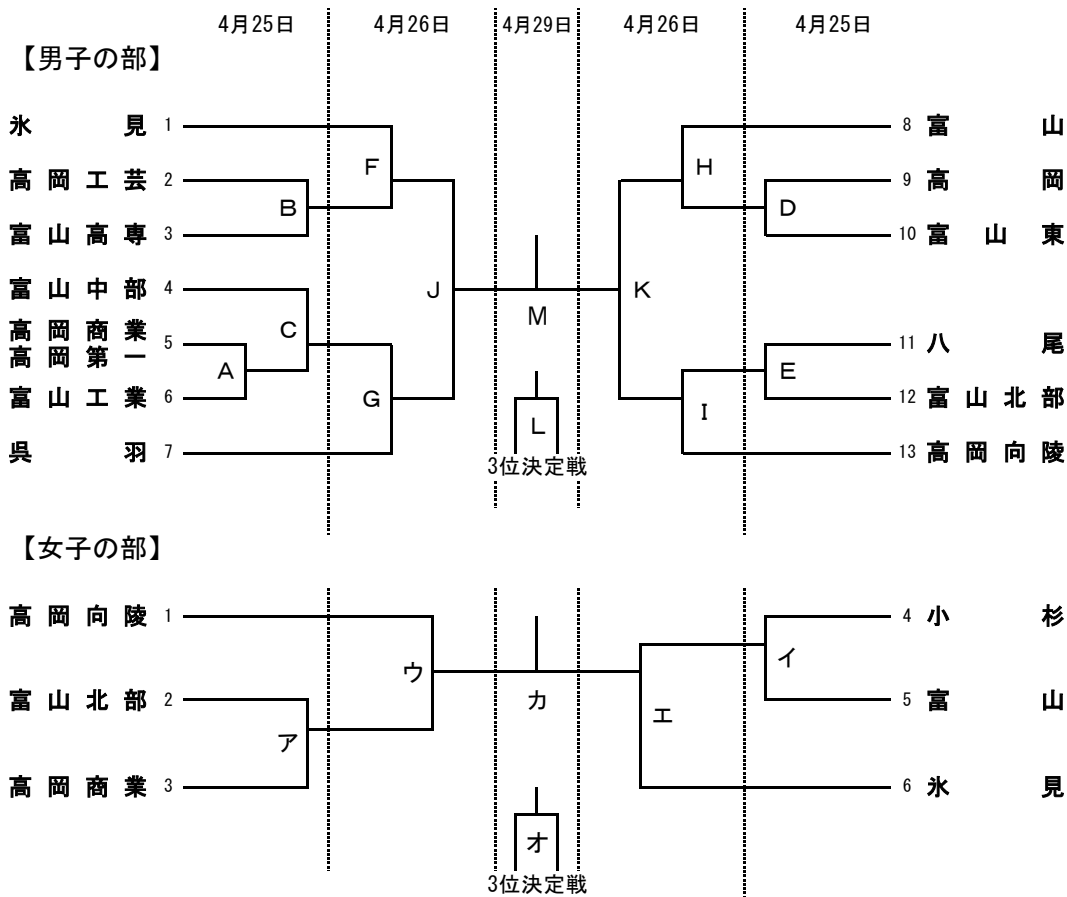 4月25日 4月26日 4月29日 4月26日 4月25日
【男子の部】
氷見 1 8 富山
高岡工芸 2 F H 9 高岡
B D
富山高専 3 10 富山東
富山中部 4 J K
M
高岡商業 5 C 11 八尾
高岡第一
A E
富山工業 6 G I 12 富山北部
L
呉羽 7 13 高岡向陵
3位決定戦
【女子の部】
高岡向陵 1 4 小杉
ウ イ
富山北部 2 カ 5 富山
エ
ア
高岡商業 3 6 氷見
オ
3位決定戦